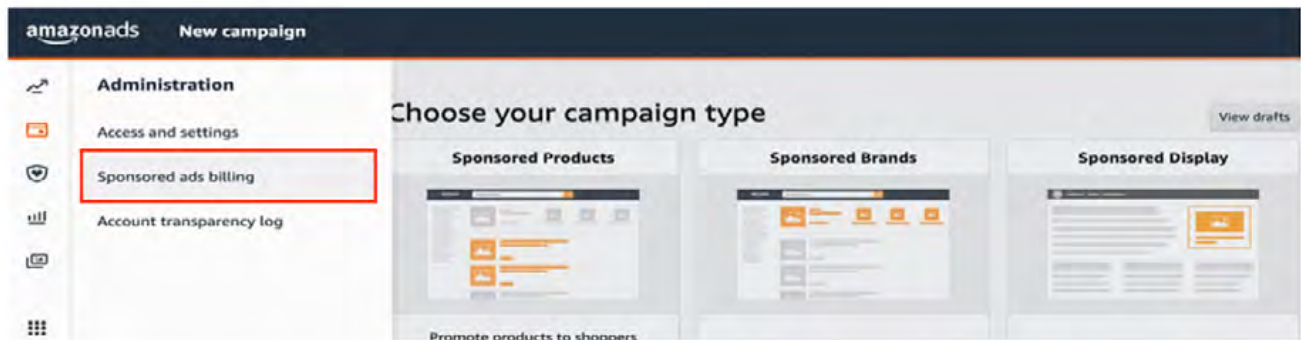 amazonads New campaign
Administration
Access and settings
Sponsored ads billing
Account transparency log
Choose your campaign type
View drafts
Sponsored Products
Sponsored Brands
Sponsored Display
Promote products to shoppers